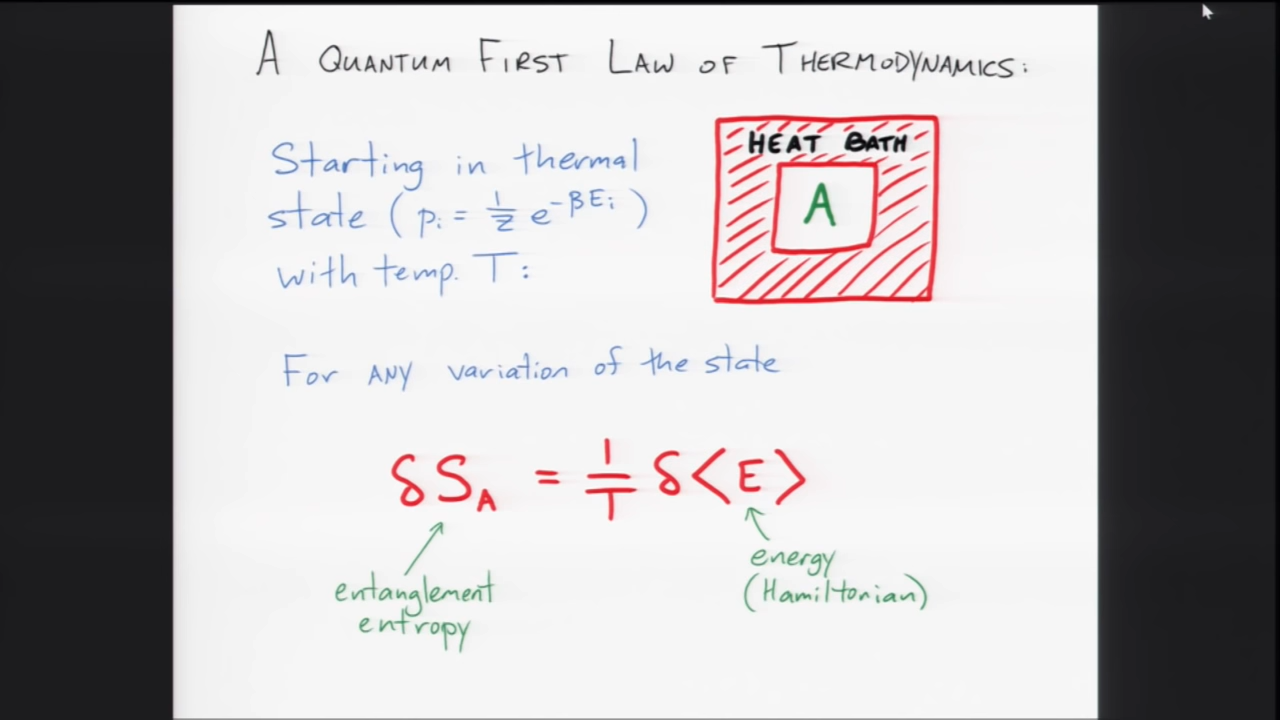 A QUANTUM FIRST LAW OF THERMODYNAMICS:
Starting in thermal
state ( pᵢ = 1/Z e^-βEᵢ )
with temp. T:
HEAT BATH
A
For ANY variation of the state
δS_A = 1/T δ<E>
entanglement
entropy
energy
(Hamiltonian)